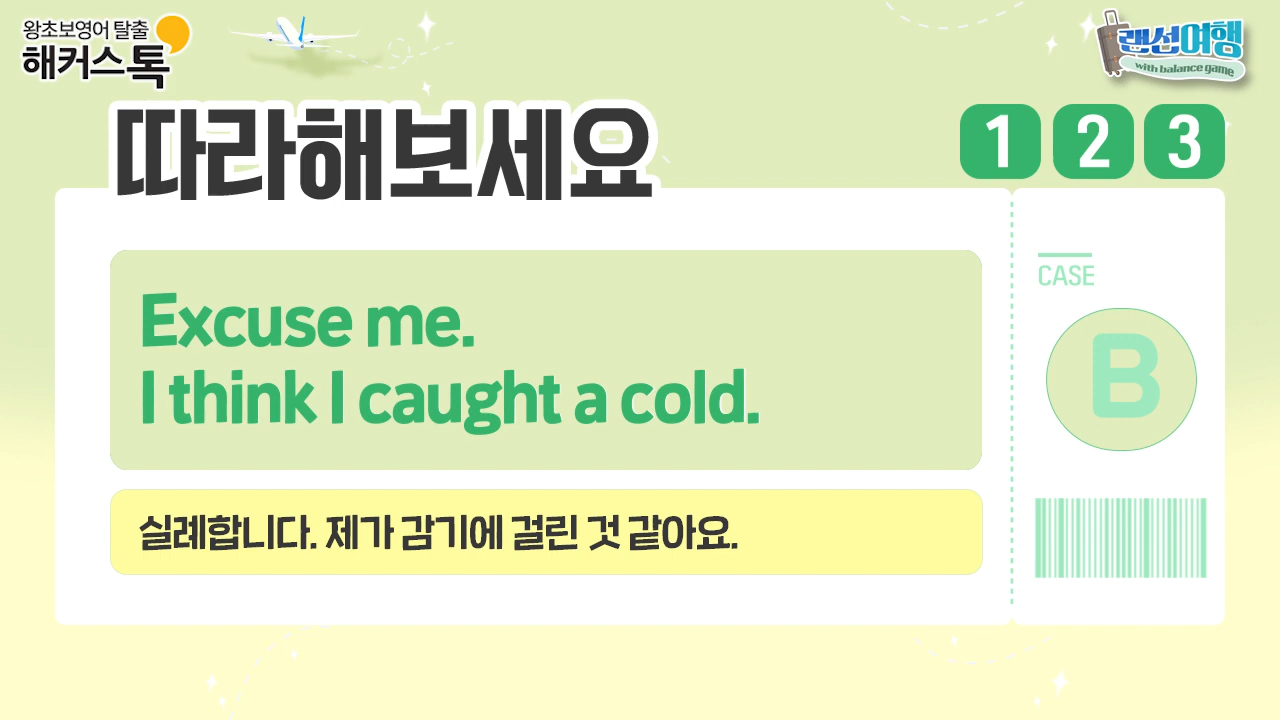 왕초보영어 탈출
해커스톡
랜선여행
with balance game
따라해보세요
1 2 3
Excuse me.
I think I caught a cold.
실례합니다. 제가 감기에 걸린 것 같아요.
CASE
B